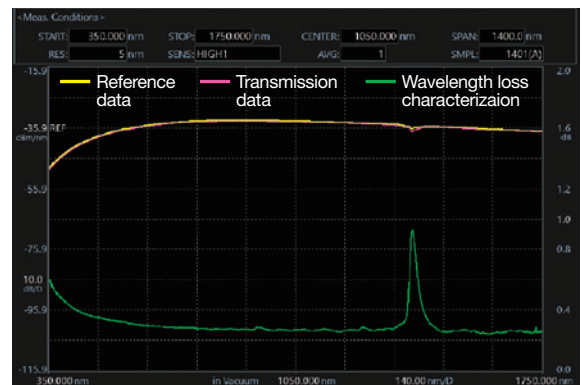 <Meas. Conditions>
START: 350.000 nm STOP: 1750.000 nm CENTER: 1050.000 nm SPAN: 1400.0 nm
RES: 5 nm SENS: HIGH1 AVG: 1 SMPL: 1401(A)
-15.9 2.0
Reference data
Transmission data
Wavelength loss characterizaion
-35.9 REF 1.6
dBm/nm dB
-55.9 1.2
1.0
-75.9 0.8
10.0
dB/D
-95.9 0.4
-115.9 0.0
350.000 nm in Vacuum 1050.000 nm 140.00 nm/D 1750.000 nm